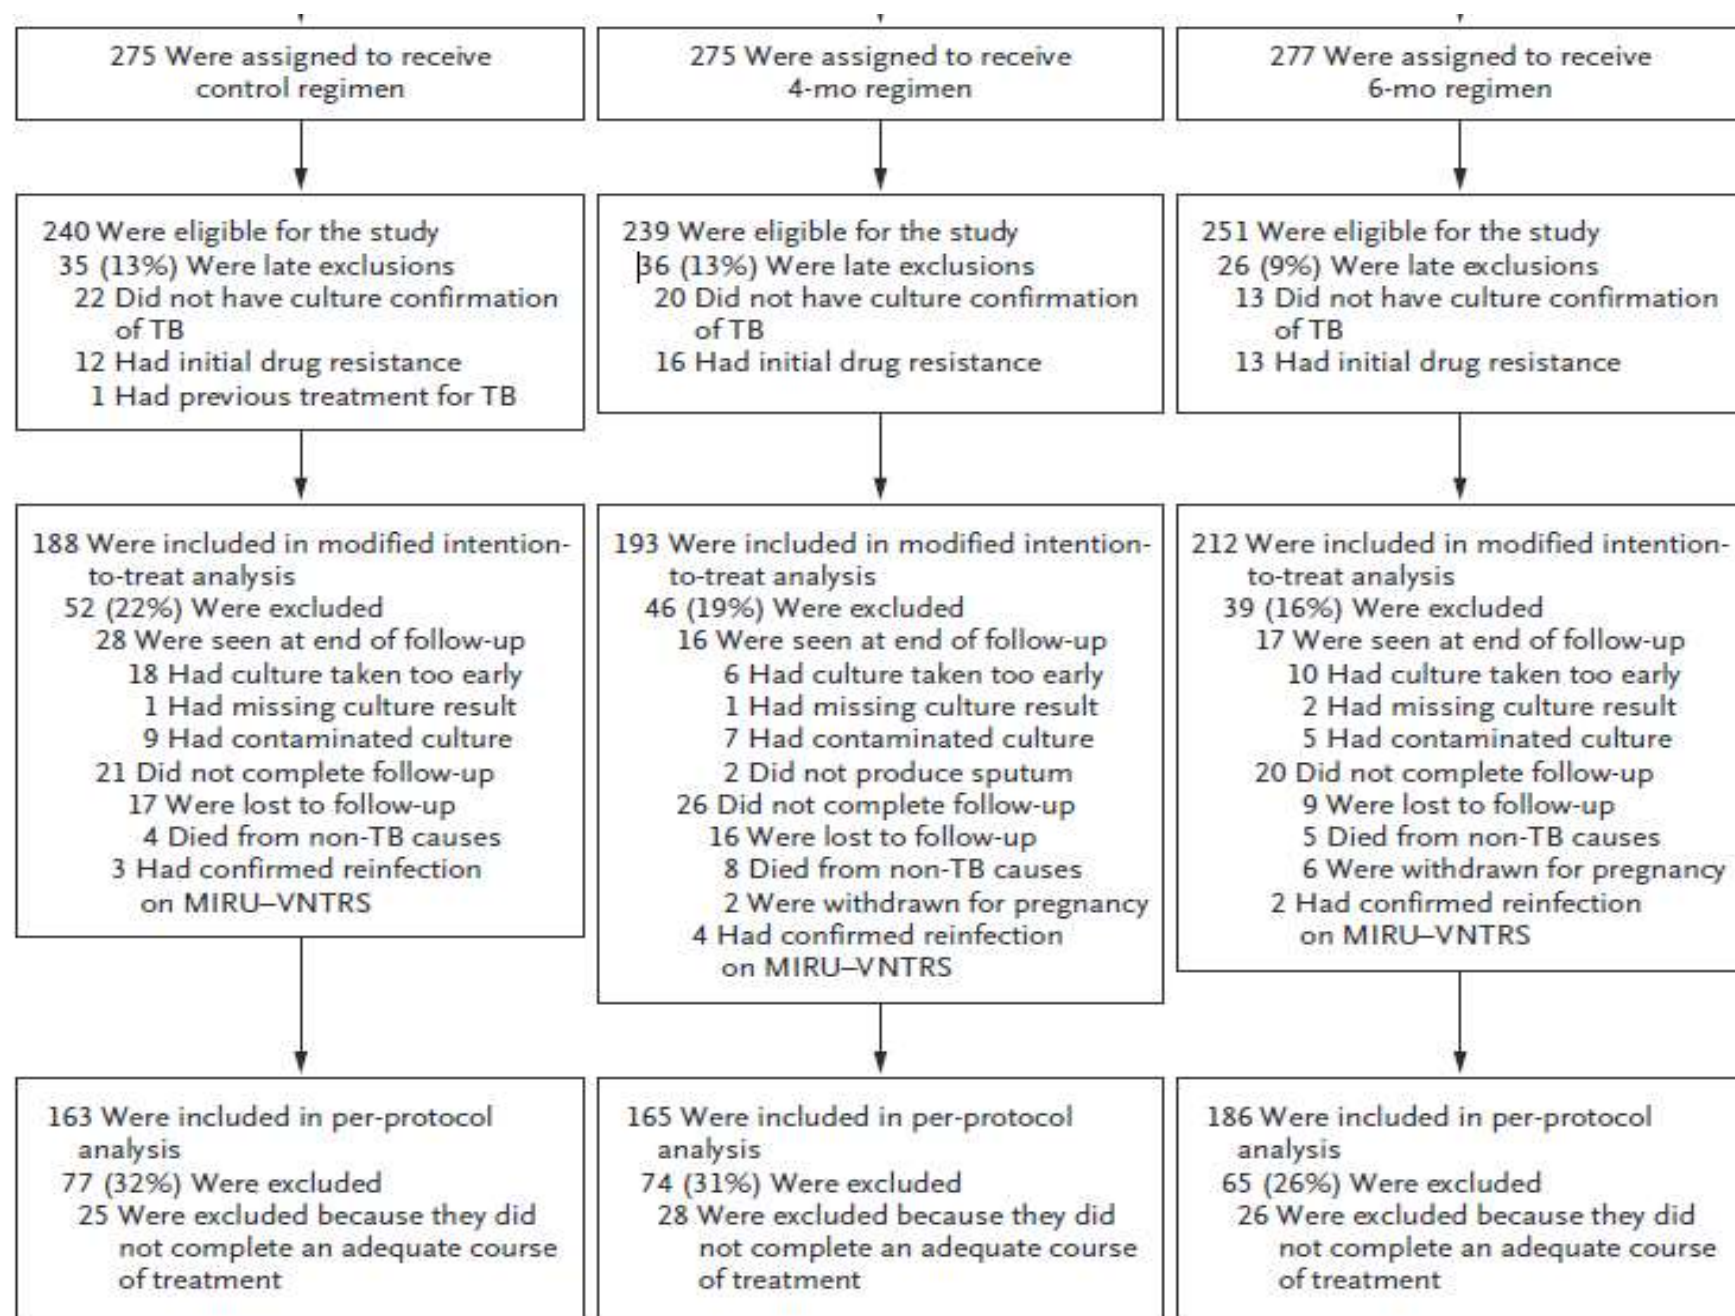 275 Were assigned to receive
control regimen
275 Were assigned to receive
4-mo regimen
277 Were assigned to receive
6-mo regimen
240 Were eligible for the study
35 (13%) Were late exclusions
22 Did not have culture confirmation
of TB
12 Had initial drug resistance
1 Had previous treatment for TB
239 Were eligible for the study
36 (13%) Were late exclusions
20 Did not have culture confirmation
of TB
16 Had initial drug resistance
251 Were eligible for the study
26 (9%) Were late exclusions
13 Did not have culture confirmation
of TB
13 Had initial drug resistance
188 Were included in modified intention-
to-treat analysis
52 (22%) Were excluded
28 Were seen at end of follow-up
18 Had culture taken too early
1 Had missing culture result
9 Had contaminated culture
21 Did not complete follow-up
17 Were lost to follow-up
4 Died from non-TB causes
3 Had confirmed reinfection
on MIRU–VNTRS
193 Were included in modified intention-
to-treat analysis
46 (19%) Were excluded
16 Were seen at end of follow-up
6 Had culture taken too early
1 Had missing culture result
7 Had contaminated culture
2 Did not produce sputum
26 Did not complete follow-up
16 Were lost to follow-up
8 Died from non-TB causes
2 Were withdrawn for pregnancy
4 Had confirmed reinfection
on MIRU–VNTRS
212 Were included in modified intention-
to-treat analysis
39 (16%) Were excluded
17 Were seen at end of follow-up
10 Had culture taken too early
2 Had missing culture result
5 Had contaminated culture
20 Did not complete follow-up
9 Were lost to follow-up
5 Died from non-TB causes
6 Were withdrawn for pregnancy
2 Had confirmed reinfection
on MIRU–VNTRS
163 Were included in per-protocol
analysis
77 (32%) Were excluded
25 Were excluded because they did
not complete an adequate course
of treatment
165 Were included in per-protocol
analysis
74 (31%) Were excluded
28 Were excluded because they did
not complete an adequate course
of treatment
186 Were included in per-protocol
analysis
65 (26%) Were excluded
26 Were excluded because they did
not complete an adequate course
of treatment